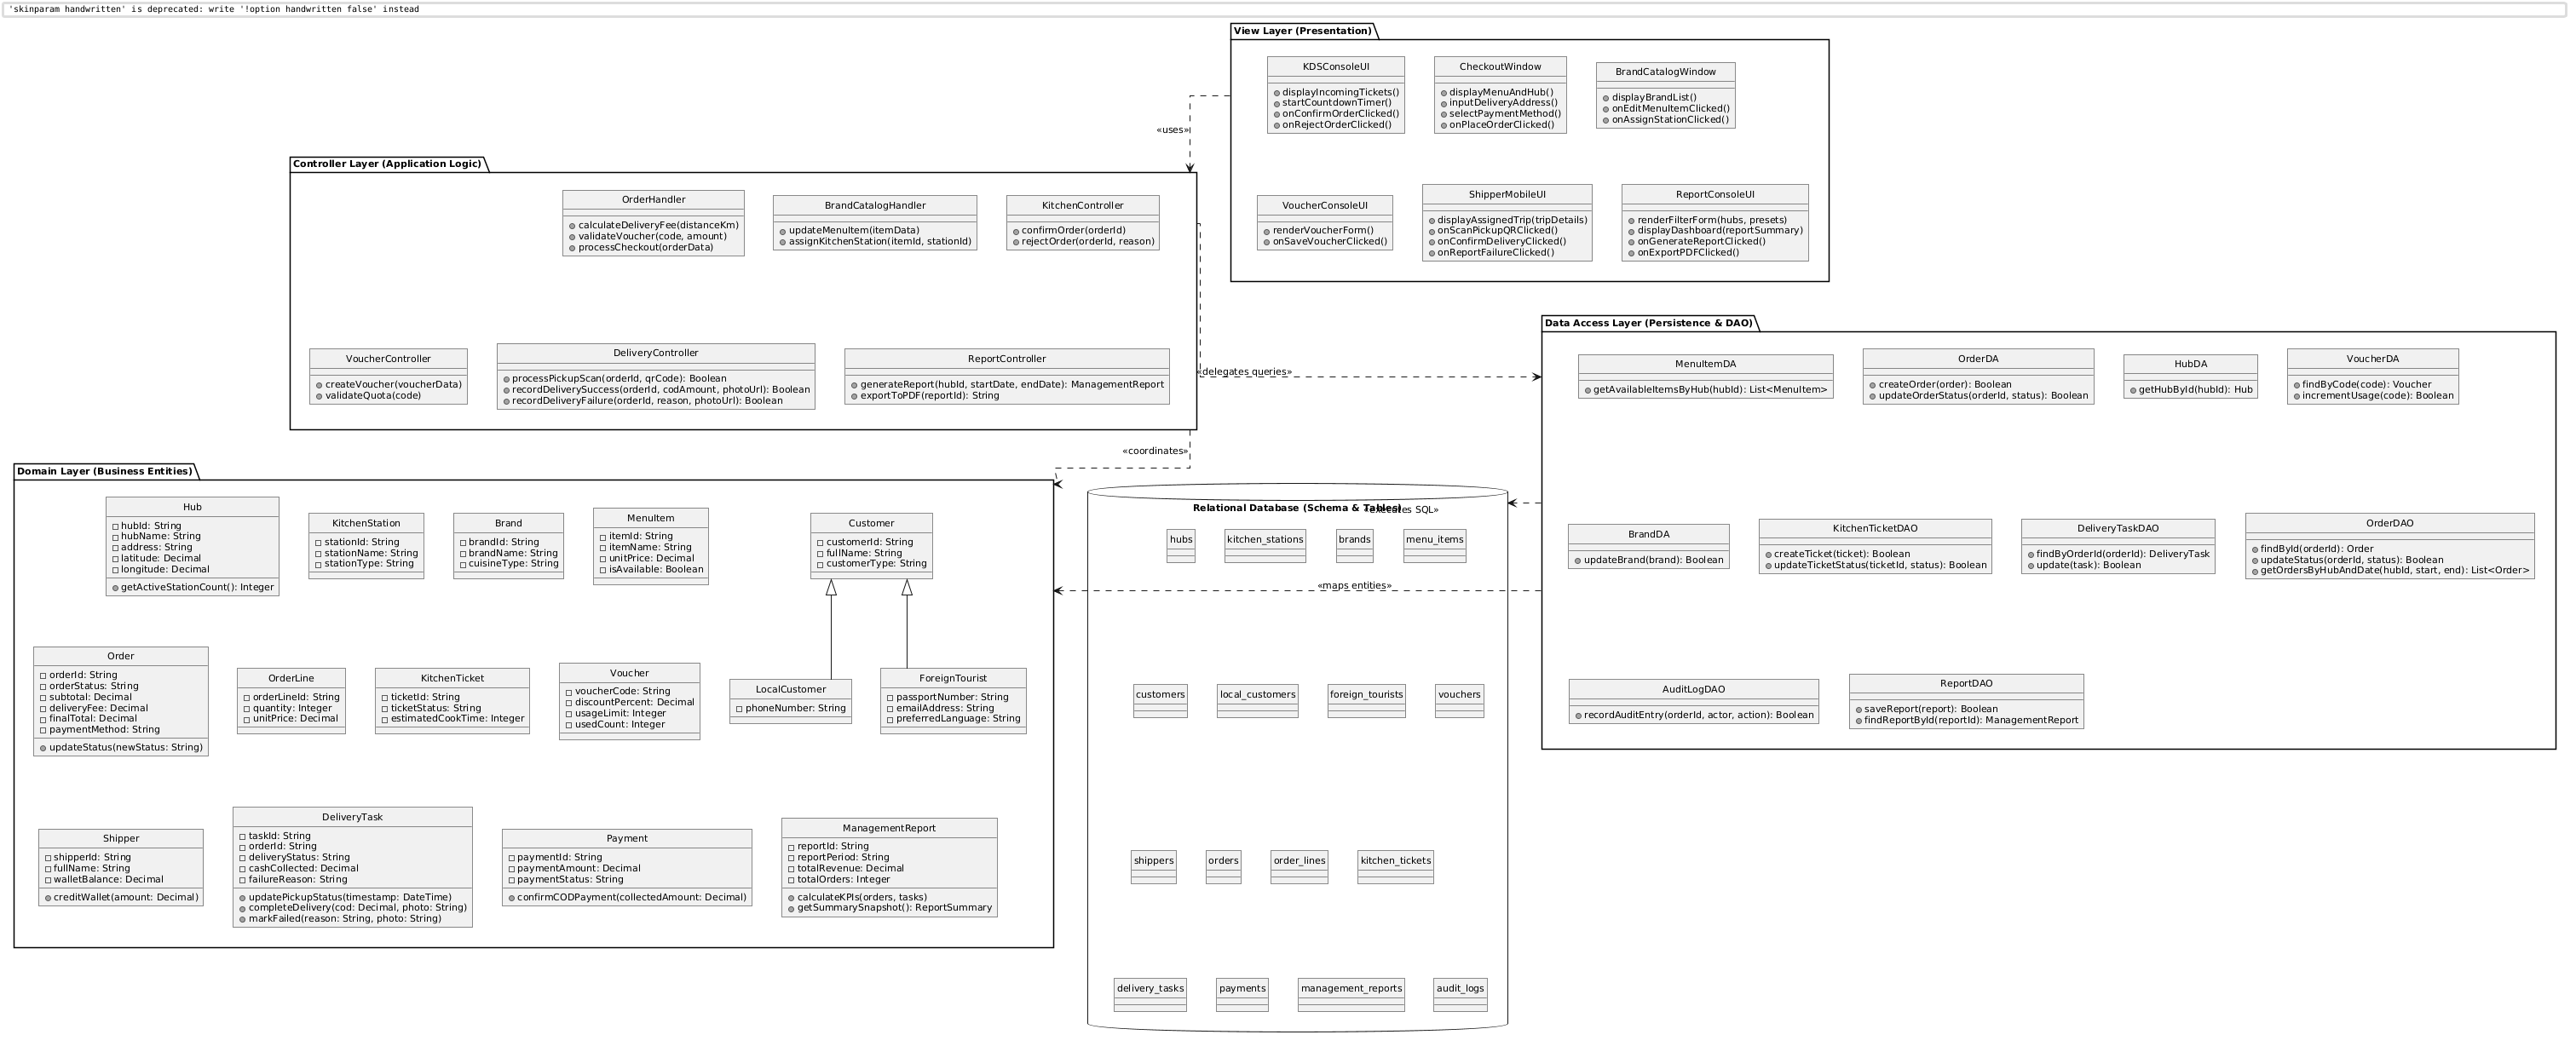 'skinparam handwritten' is deprecated: write '!option handwritten false' instead
View Layer (Presentation)
KDSConsoleUI
displayIncomingTickets()
startCountdownTimer()
onConfirmOrderClicked()
onRejectOrderClicked()
CheckoutWindow
displayMenuAndHub()
inputDeliveryAddress()
selectPaymentMethod()
onPlaceOrderClicked()
BrandCatalogWindow
displayBrandList()
onEditMenuItemClicked()
onAssignStationClicked()
VoucherConsoleUI
renderVoucherForm()
onSaveVoucherClicked()
ShipperMobileUI
displayAssignedTrip(tripDetails)
onScanPickupQRClicked()
onConfirmDeliveryClicked()
onReportFailureClicked()
ReportConsoleUI
renderFilterForm(hubs, presets)
displayDashboard(reportSummary)
onGenerateReportClicked()
onExportPDFClicked()
«uses»
Controller Layer (Application Logic)
OrderHandler
calculateDeliveryFee(distanceKm)
validateVoucher(code, amount)
processCheckout(orderData)
BrandCatalogHandler
updateMenuItem(itemData)
assignKitchenStation(itemId, stationId)
KitchenController
confirmOrder(orderId)
rejectOrder(orderId, reason)
VoucherController
createVoucher(voucherData)
validateQuota(code)
DeliveryController
processPickupScan(orderId, qrCode): Boolean
recordDeliverySuccess(orderId, codAmount, photoUrl): Boolean
recordDeliveryFailure(orderId, reason, photoUrl): Boolean
ReportController
generateReport(hubId, startDate, endDate): ManagementReport
exportToPDF(reportId): String
«delegates queries»
Data Access Layer (Persistence & DAO)
MenuItemDA
getAvailableItemsByHub(hubId): List<MenuItem>
OrderDA
createOrder(order): Boolean
updateOrderStatus(orderId, status): Boolean
HubDA
getHubById(hubId): Hub
VoucherDA
findByCode(code): Voucher
incrementUsage(code): Boolean
BrandDA
updateBrand(brand): Boolean
KitchenTicketDAO
createTicket(ticket): Boolean
updateTicketStatus(ticketId, status): Boolean
DeliveryTaskDAO
findByOrderId(orderId): DeliveryTask
update(task): Boolean
OrderDAO
findById(orderId): Order
updateStatus(orderId, status): Boolean
getOrdersByHubAndDate(hubId, start, end): List<Order>
AuditLogDAO
recordAuditEntry(orderId, actor, action): Boolean
ReportDAO
saveReport(report): Boolean
findReportById(reportId): ManagementReport
«coordinates»
Domain Layer (Business Entities)
Hub
hubId: String
hubName: String
address: String
latitude: Decimal
longitude: Decimal
getActiveStationCount(): Integer
KitchenStation
stationId: String
stationName: String
stationType: String
Brand
brandId: String
brandName: String
cuisineType: String
MenuItem
itemId: String
itemName: String
unitPrice: Decimal
isAvailable: Boolean
Customer
customerId: String
fullName: String
customerType: String
Order
orderId: String
orderStatus: String
subtotal: Decimal
deliveryFee: Decimal
finalTotal: Decimal
paymentMethod: String
updateStatus(newStatus: String)
OrderLine
orderLineId: String
quantity: Integer
unitPrice: Decimal
KitchenTicket
ticketId: String
ticketStatus: String
estimatedCookTime: Integer
Voucher
voucherCode: String
discountPercent: Decimal
usageLimit: Integer
usedCount: Integer
LocalCustomer
phoneNumber: String
ForeignTourist
passportNumber: String
emailAddress: String
preferredLanguage: String
Shipper
shipperId: String
fullName: String
walletBalance: Decimal
creditWallet(amount: Decimal)
DeliveryTask
taskId: String
orderId: String
deliveryStatus: String
cashCollected: Decimal
failureReason: String
updatePickupStatus(timestamp: DateTime)
completeDelivery(cod: Decimal, photo: String)
markFailed(reason: String, photo: String)
Payment
paymentId: String
paymentAmount: Decimal
paymentStatus: String
confirmCODPayment(collectedAmount: Decimal)
ManagementReport
reportId: String
reportPeriod: String
totalRevenue: Decimal
totalOrders: Integer
calculateKPIs(orders, tasks)
getSummarySnapshot(): ReportSummary
Relational Database (Schema & Tables)
«executes SQL»
hubs
kitchen_stations
brands
menu_items
«maps entities»
customers
local_customers
foreign_tourists
vouchers
shippers
orders
order_lines
kitchen_tickets
delivery_tasks
payments
management_reports
audit_logs